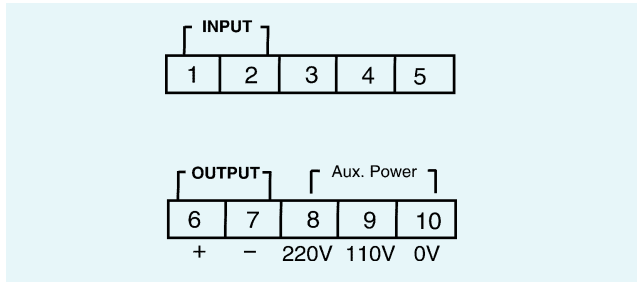 INPUT
1 2 3 4 5
OUTPUT Aux. Power
6 7 8 9 10
+ − 220V 110V 0V